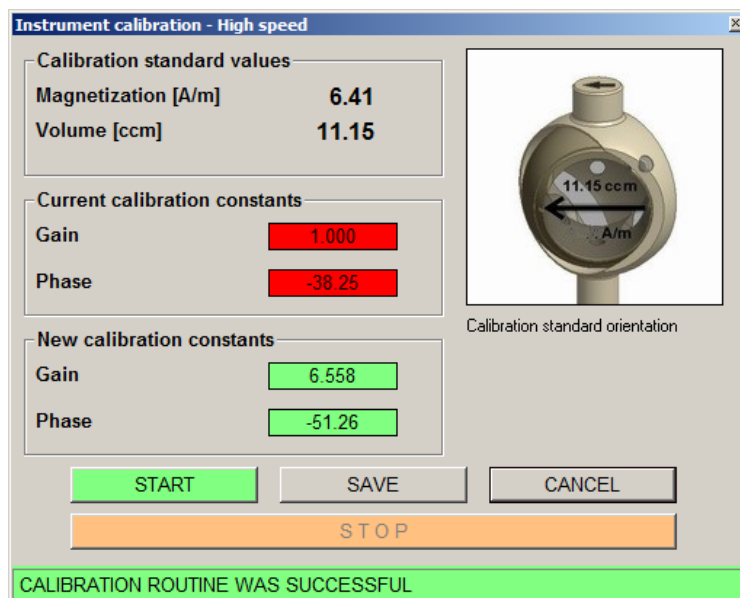 Instrument calibration - High speed
Calibration standard values
Magnetization [A/m] 6.41
Volume [ccm] 11.15
Current calibration constants
Gain 1.000
Phase -38.25
New calibration constants
Gain 6.558
Phase -51.26
11.15 ccm
A/m
Calibration standard orientation
START SAVE CANCEL
STOP
CALIBRATION ROUTINE WAS SUCCESSFUL